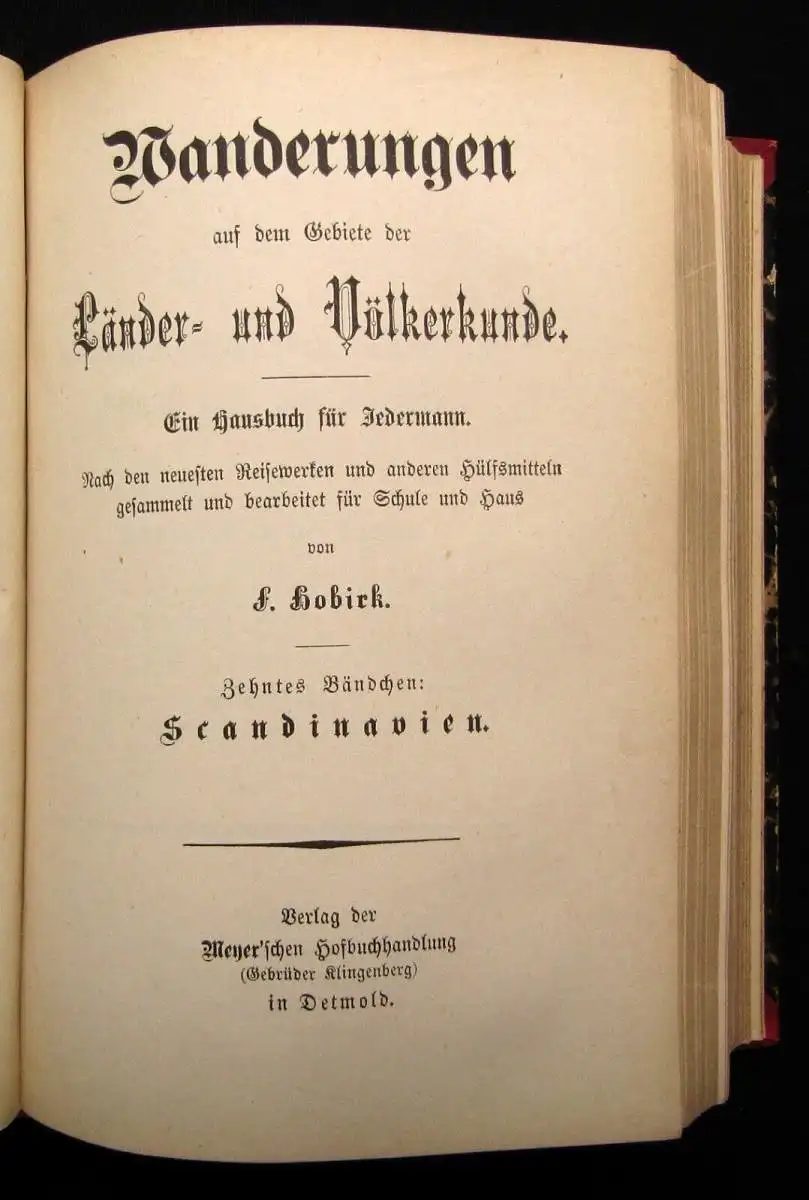 Wanderungen
auf dem Gebiete der
Länder- und Völkerkunde.
Ein Hausbuch für Jedermann.
Nach den neuesten Reisewerken und anderen Hülfsmitteln
gesammelt und bearbeitet für Schule und Haus
von
F. Hobirk.
Zehntes Bändchen:
Scandinavien.
Verlag der
Meyer'schen Hofbuchhandlung
(Gebrüder Klingenberg)
in Detmold.